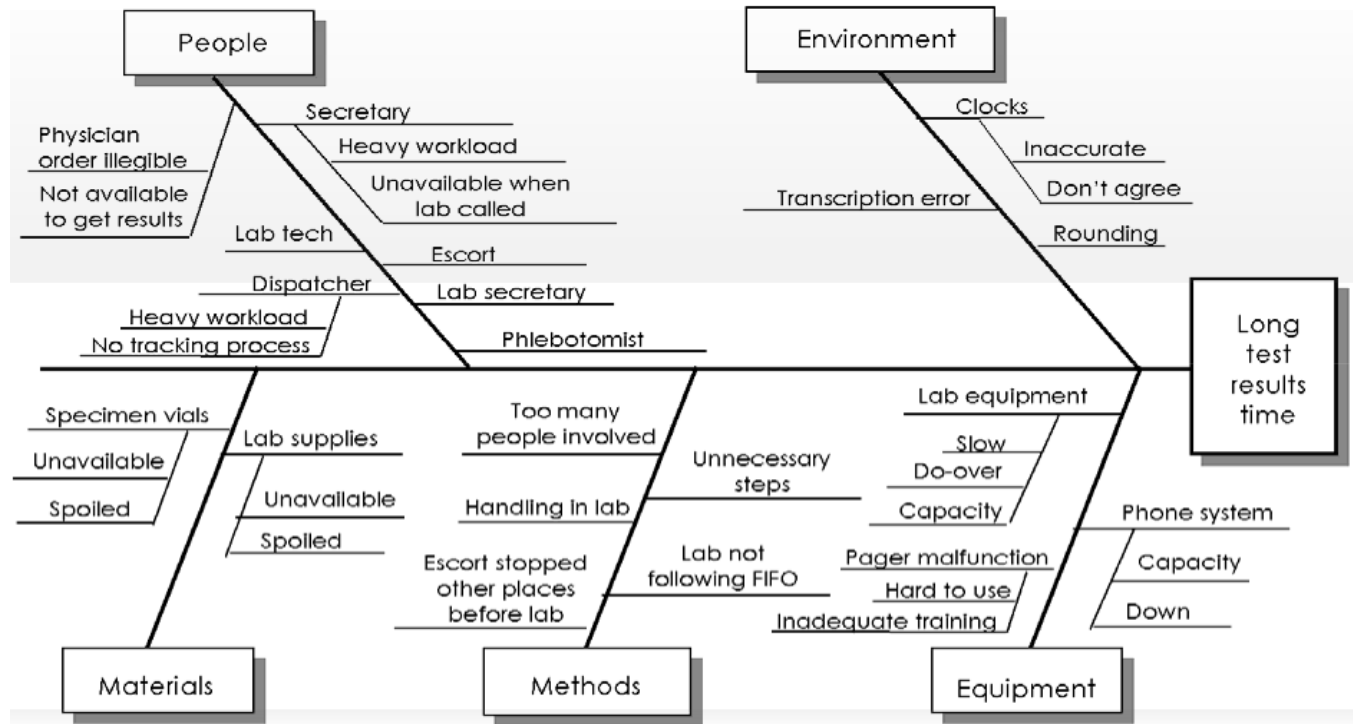 People
Environment
Secretary
Heavy workload
Unavailable when
lab called
Physician
order illegible
Not available
to get results
Lab tech
Escort
Dispatcher
Heavy workload
No tracking process
Lab secretary
Phlebotomist
Clocks
Inaccurate
Don't agree
Transcription error
Rounding
Long
test
results
time
Specimen vials
Unavailable
Spoiled
Lab supplies
Unavailable
Spoiled
Too many
people involved
Unnecessary
steps
Handling in lab
Lab not
following FIFO
Escort stopped
other places
before lab
Lab equipment
Slow
Do-over
Capacity
Phone system
Capacity
Down
Pager malfunction
Hard to use
Inadequate training
Materials
Methods
Equipment